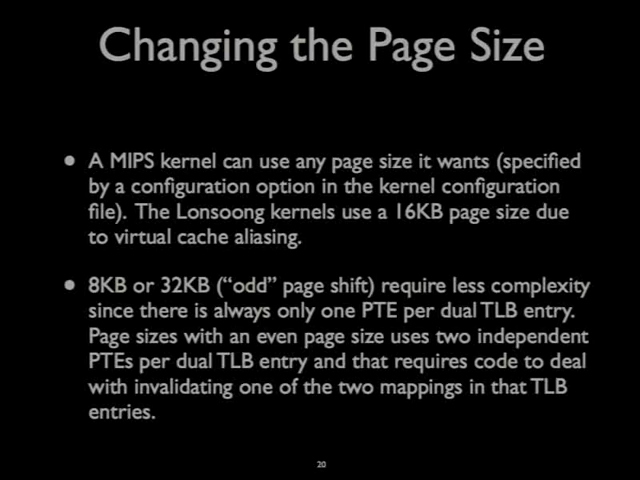 Changing the Page Size
• A MIPS kernel can use any page size it wants (specified
by a configuration option in the kernel configuration
file). The Lonsoong kernels use a 16KB page size due
to virtual cache aliasing.
• 8KB or 32KB (“odd” page shift) require less complexity
since there is always only one PTE per dual TLB entry.
Page sizes with an even page size uses two independent
PTEs per dual TLB entry and that requires code to deal
with invalidating one of the two mappings in that TLB
entries.
20